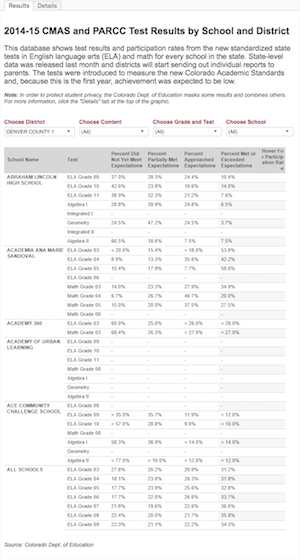 Results Details
2014-15 CMAS and PARCC Test Results by School and District
This database shows test results and participation rates from the new standardized state
tests in English language arts (ELA) and math for every school in the state. State-level
data was released last month and districts will start sending out individual reports to
parents. The tests were introduced to measure the new Colorado Academic Standards
and, because this is the first year, achievement was expected to be low.
Note: In order to protect student privacy, the Colorado Dept. of Education masks some results and combines others.
For more information, click the "Details" tab at the top of the graphic.
Choose District Choose Content Choose Grade and Test Choose School
DENVER COUNTY 1 (All) (All) (All)
School Name Test Percent Did Not Yet Meet Expectations Percent Partially Met Expectations Percent Approached Expectations Percent Met or Exceeded Expectations Hover For Particip ation Rat e
ABRAHAM LINCOLN HIGH SCHOOL ELA Grade 09 37.0% 28.3% 24.4% 10.4%
ELA Grade 10 42.6% 23.8% 19.6% 14.0%
ELA Grade 11 38.9% 32.3% 21.2% 7.6%
Algebra I 28.8% 39.9% 24.8% 6.5%
Integrated I - - - -
Geometry 24.5% 47.2% 24.5% 3.7%
Integrated II - - - -
Algebra II 66.5% 18.6% 7.5% 7.5%
ACADEMIA ANA MARIE SANDOVAL ELA Grade 03 < 20.0% 15.4% < 18.0% 53.8%
ELA Grade 04 8.9% 13.3% 35.6% 42.2%
ELA Grade 05 15.4% 17.9% 7.7% 59.0%
ELA Grade 06 - - - -
Math Grade 03 14.0% 23.3% 27.9% 34.9%
Math Grade 04 6.7% 26.7% 46.7% 20.0%
Math Grade 05 15.0% 20.0% 37.5% 27.5%
Math Grade 06 - - - -
ACADEMY 360 ELA Grade 03 60.0% 25.0% < 26.0% < 26.0%
Math Grade 03 68.4% 26.3% < 27.0% < 27.0%
ACADEMY OF URBAN LEARNING ELA Grade 09 - - - -
ELA Grade 10 - - - -
ELA Grade 11 - - - -
Math Grade 08 - - - -
Algebra I - - - -
Geometry - - - -
Algebra II - - - -
ACE COMMUNITY CHALLENGE SCHOOL ELA Grade 08 - - - -
ELA Grade 09 > 35.0% 35.7% 11.9% < 12.0%
ELA Grade 10 > 57.0% 28.8% 9.6% < 10.0%
Math Grade 08 - - - -
Algebra I 58.3% 38.9% < 14.0% < 14.0%
Geometry - - - -
Algebra II > 77.0% < 10.0% < 12.0% < 12.0%
ALL SCHOOLS ELA Grade 03 27.8% 20.2% 20.9% 31.2%
ELA Grade 04 18.1% 23.8% 26.3% 31.8%
ELA Grade 05 17.7% 23.9% 25.6% 32.8%
ELA Grade 06 17.7% 22.0% 26.6% 33.7%
ELA Grade 07 21.8% 19.6% 22.6% 36.0%
ELA Grade 08 22.4% 20.0% 21.7% 35.8%
ELA Grade 09 22.3% 21.1% 22.2% 34.3%
Source: Colorado Dept. of Education